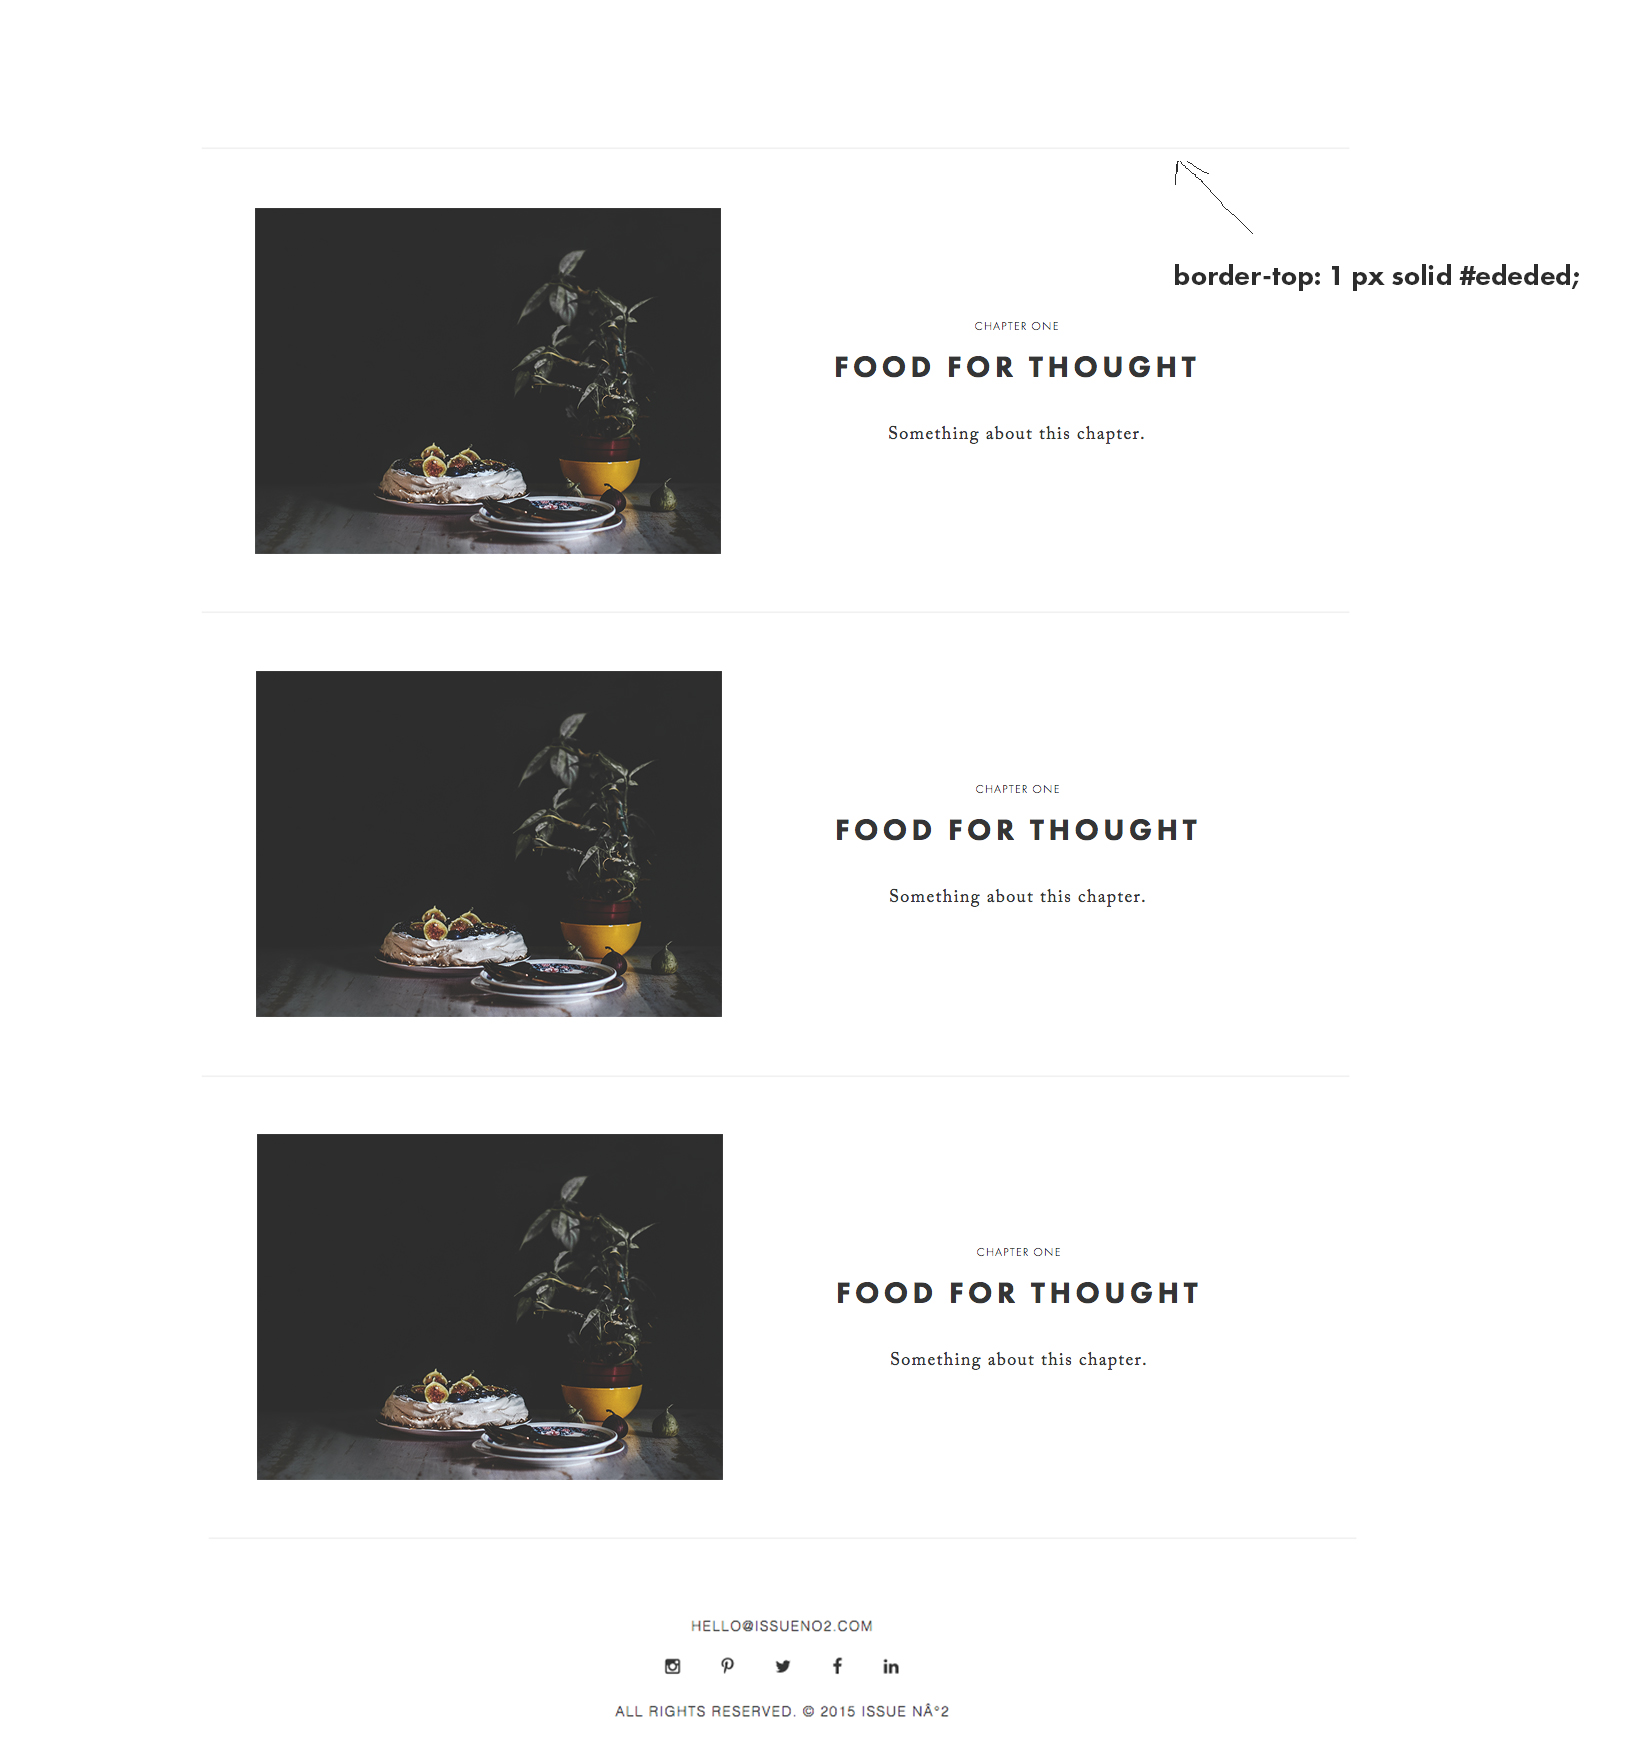 border-top: 1 px solid #ededed;
CHAPTER ONE
FOOD FOR THOUGHT
Something about this chapter.
CHAPTER ONE
FOOD FOR THOUGHT
Something about this chapter.
CHAPTER ONE
FOOD FOR THOUGHT
Something about this chapter.
HELLO@ISSUENO2.COM
ALL RIGHTS RESERVED. © 2015 ISSUE NÂ°2